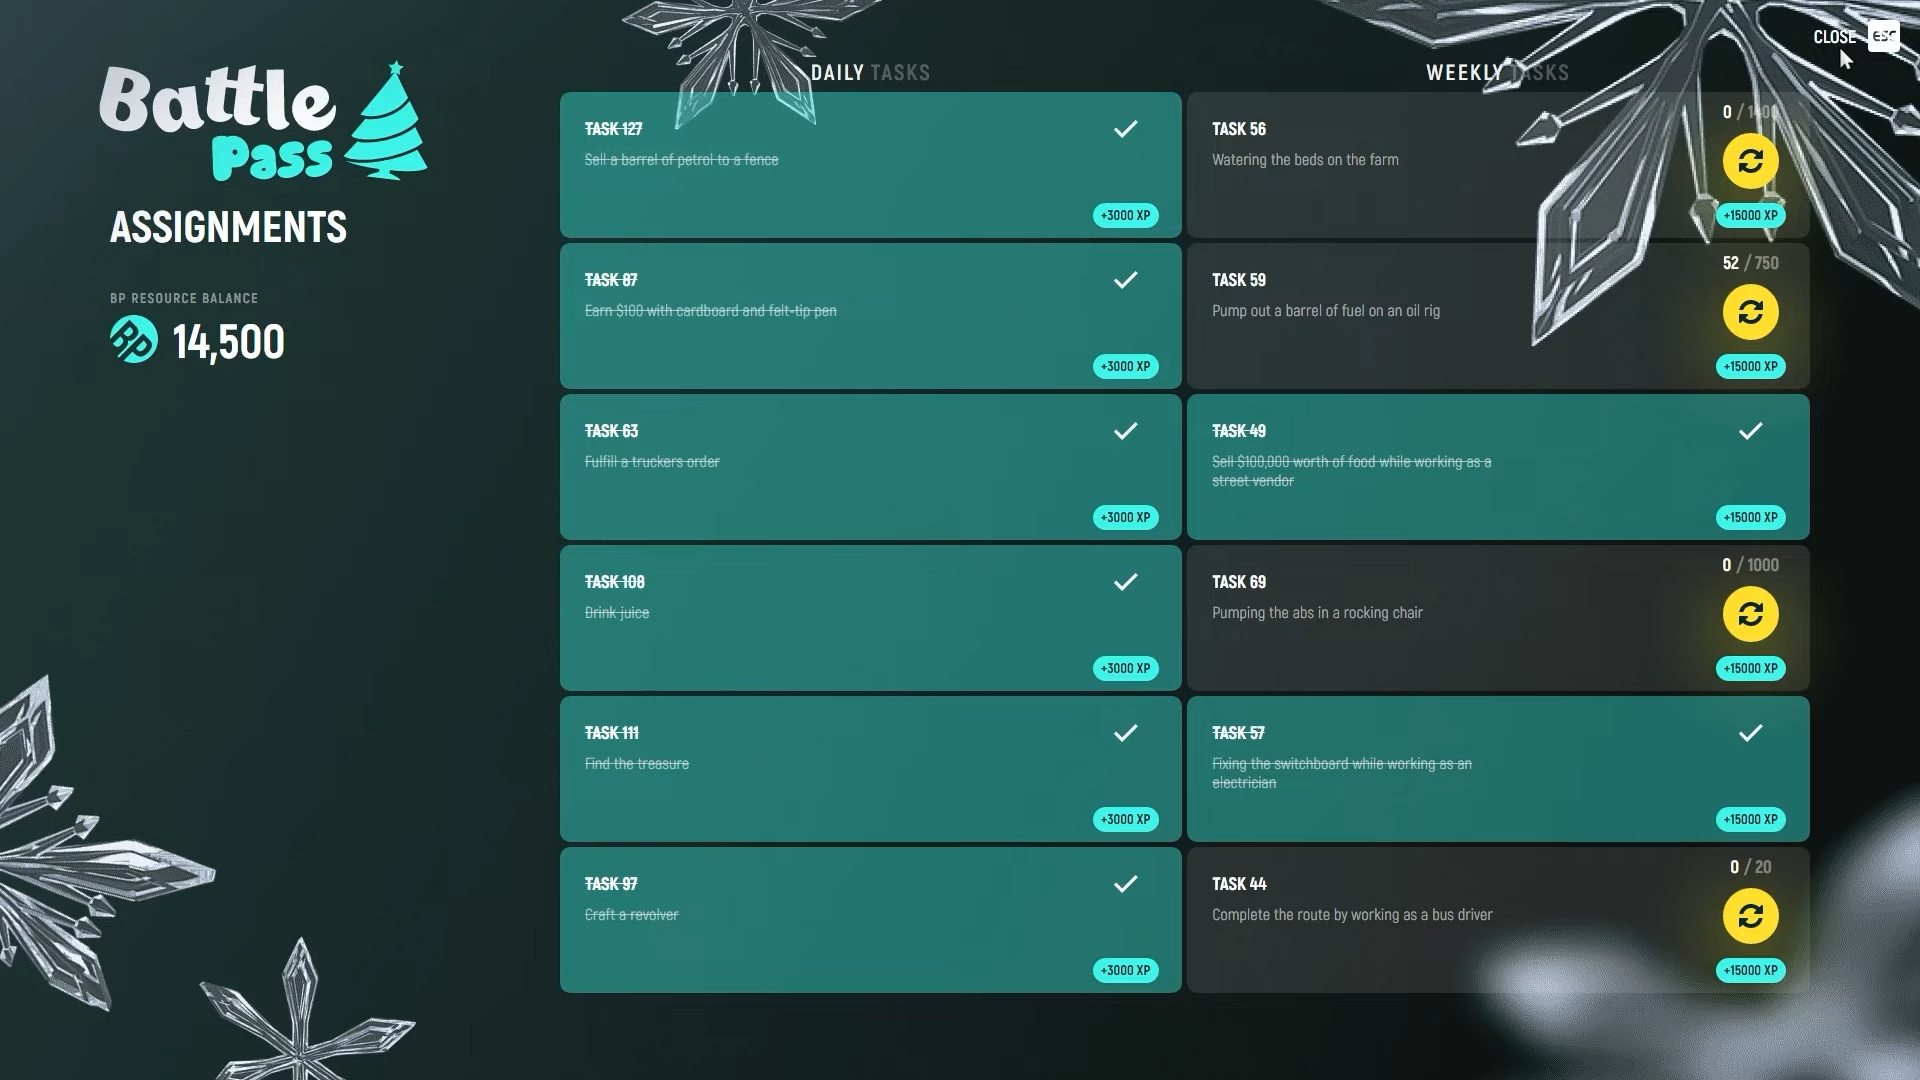 Battle
Pass
ASSIGNMENTS
BP RESOURCE BALANCE
BP 14,500
DAILY TASKS
TASK 127
Sell a barrel of petrol to a fence
+3000 XP
TASK 87
Earn $100 with cardboard and felt-tip pen
+3000 XP
TASK 63
Fulfill a truckers order
+3000 XP
TASK 108
Drink juice
+3000 XP
TASK 111
Find the treasure
+3000 XP
TASK 97
Craft a revolver
+3000 XP
WEEKLY TASKS
TASK 56
Watering the beds on the farm
0 / 1400
+15000 XP
TASK 59
Pump out a barrel of fuel on an oil rig
52 / 750
+15000 XP
TASK 49
Sell $100,000 worth of food while working as a
street vendor
+15000 XP
TASK 69
Pumping the abs in a rocking chair
0 / 1000
+15000 XP
TASK 57
Fixing the switchboard while working as an
electrician
+15000 XP
TASK 44
Complete the route by working as a bus driver
0 / 20
+15000 XP
CLOSE